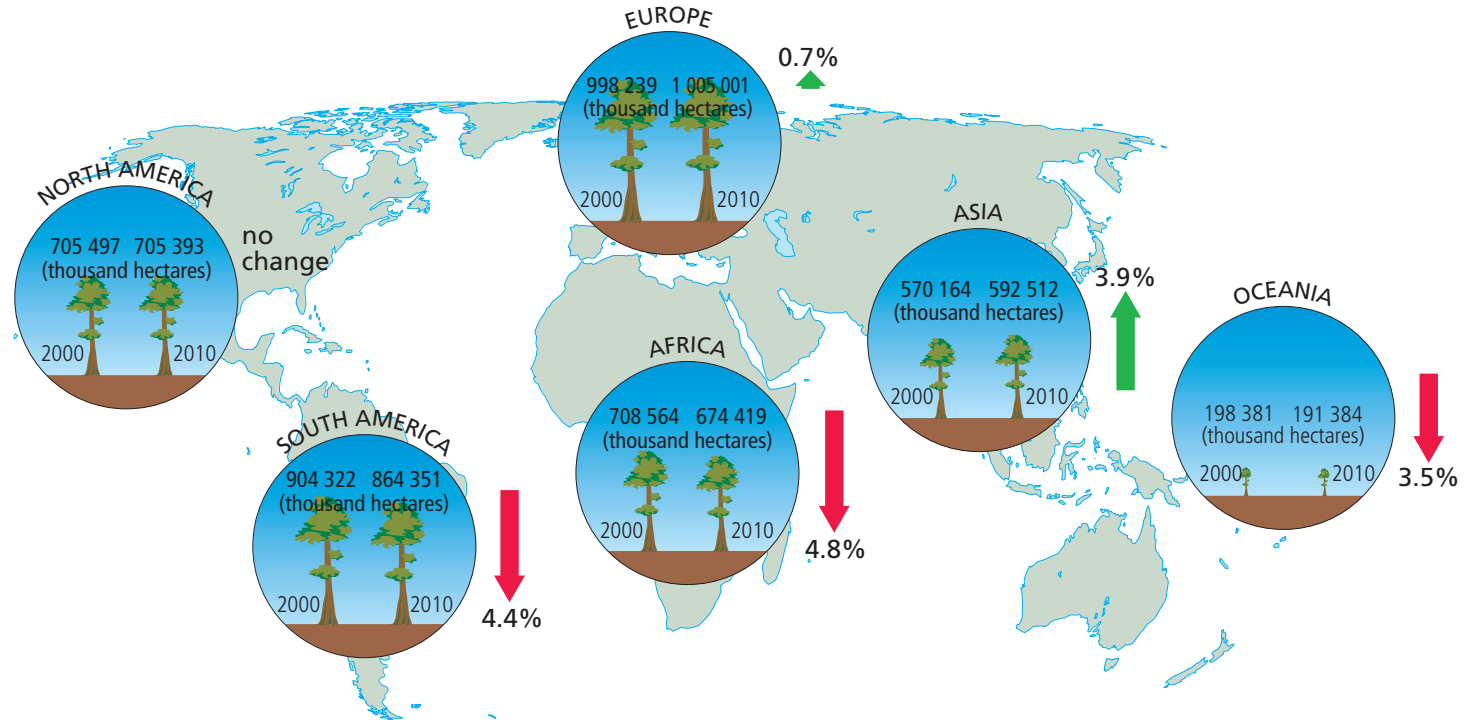 EUROPE
998 239 1 005 001
(thousand hectares)
2000 2010
0.7%
NORTH AMERICA
705 497 705 393
(thousand hectares)
2000 2010
no
change
ASIA
570 164 592 512
(thousand hectares)
2000 2010
3.9%
OCEANIA
198 381 191 384
(thousand hectares)
2000 2010
3.5%
AFRICA
708 564 674 419
(thousand hectares)
2000 2010
4.8%
SOUTH AMERICA
904 322 864 351
(thousand hectares)
2000 2010
4.4%